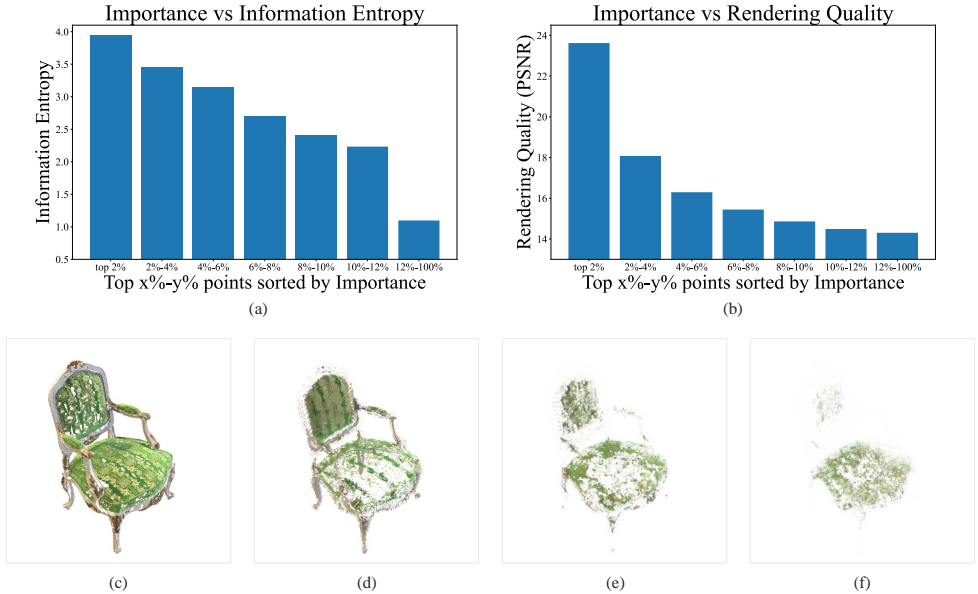 Importance vs Information Entropy
4.0
3.5
3.0
2.5
2.0
1.5
1.0
0.5
Information Entropy
top 2% 2%-4% 4%-6% 6%-8% 8%-10% 10%-12% 12%-100%
Top x%-y% points sorted by Importance
(a)
Importance vs Rendering Quality
24
22
20
18
16
14
Rendering Quality (PSNR)
top 2% 2%-4% 4%-6% 6%-8% 8%-10% 10%-12% 12%-100%
Top x%-y% points sorted by Importance
(b)
(c) (d) (e) (f)